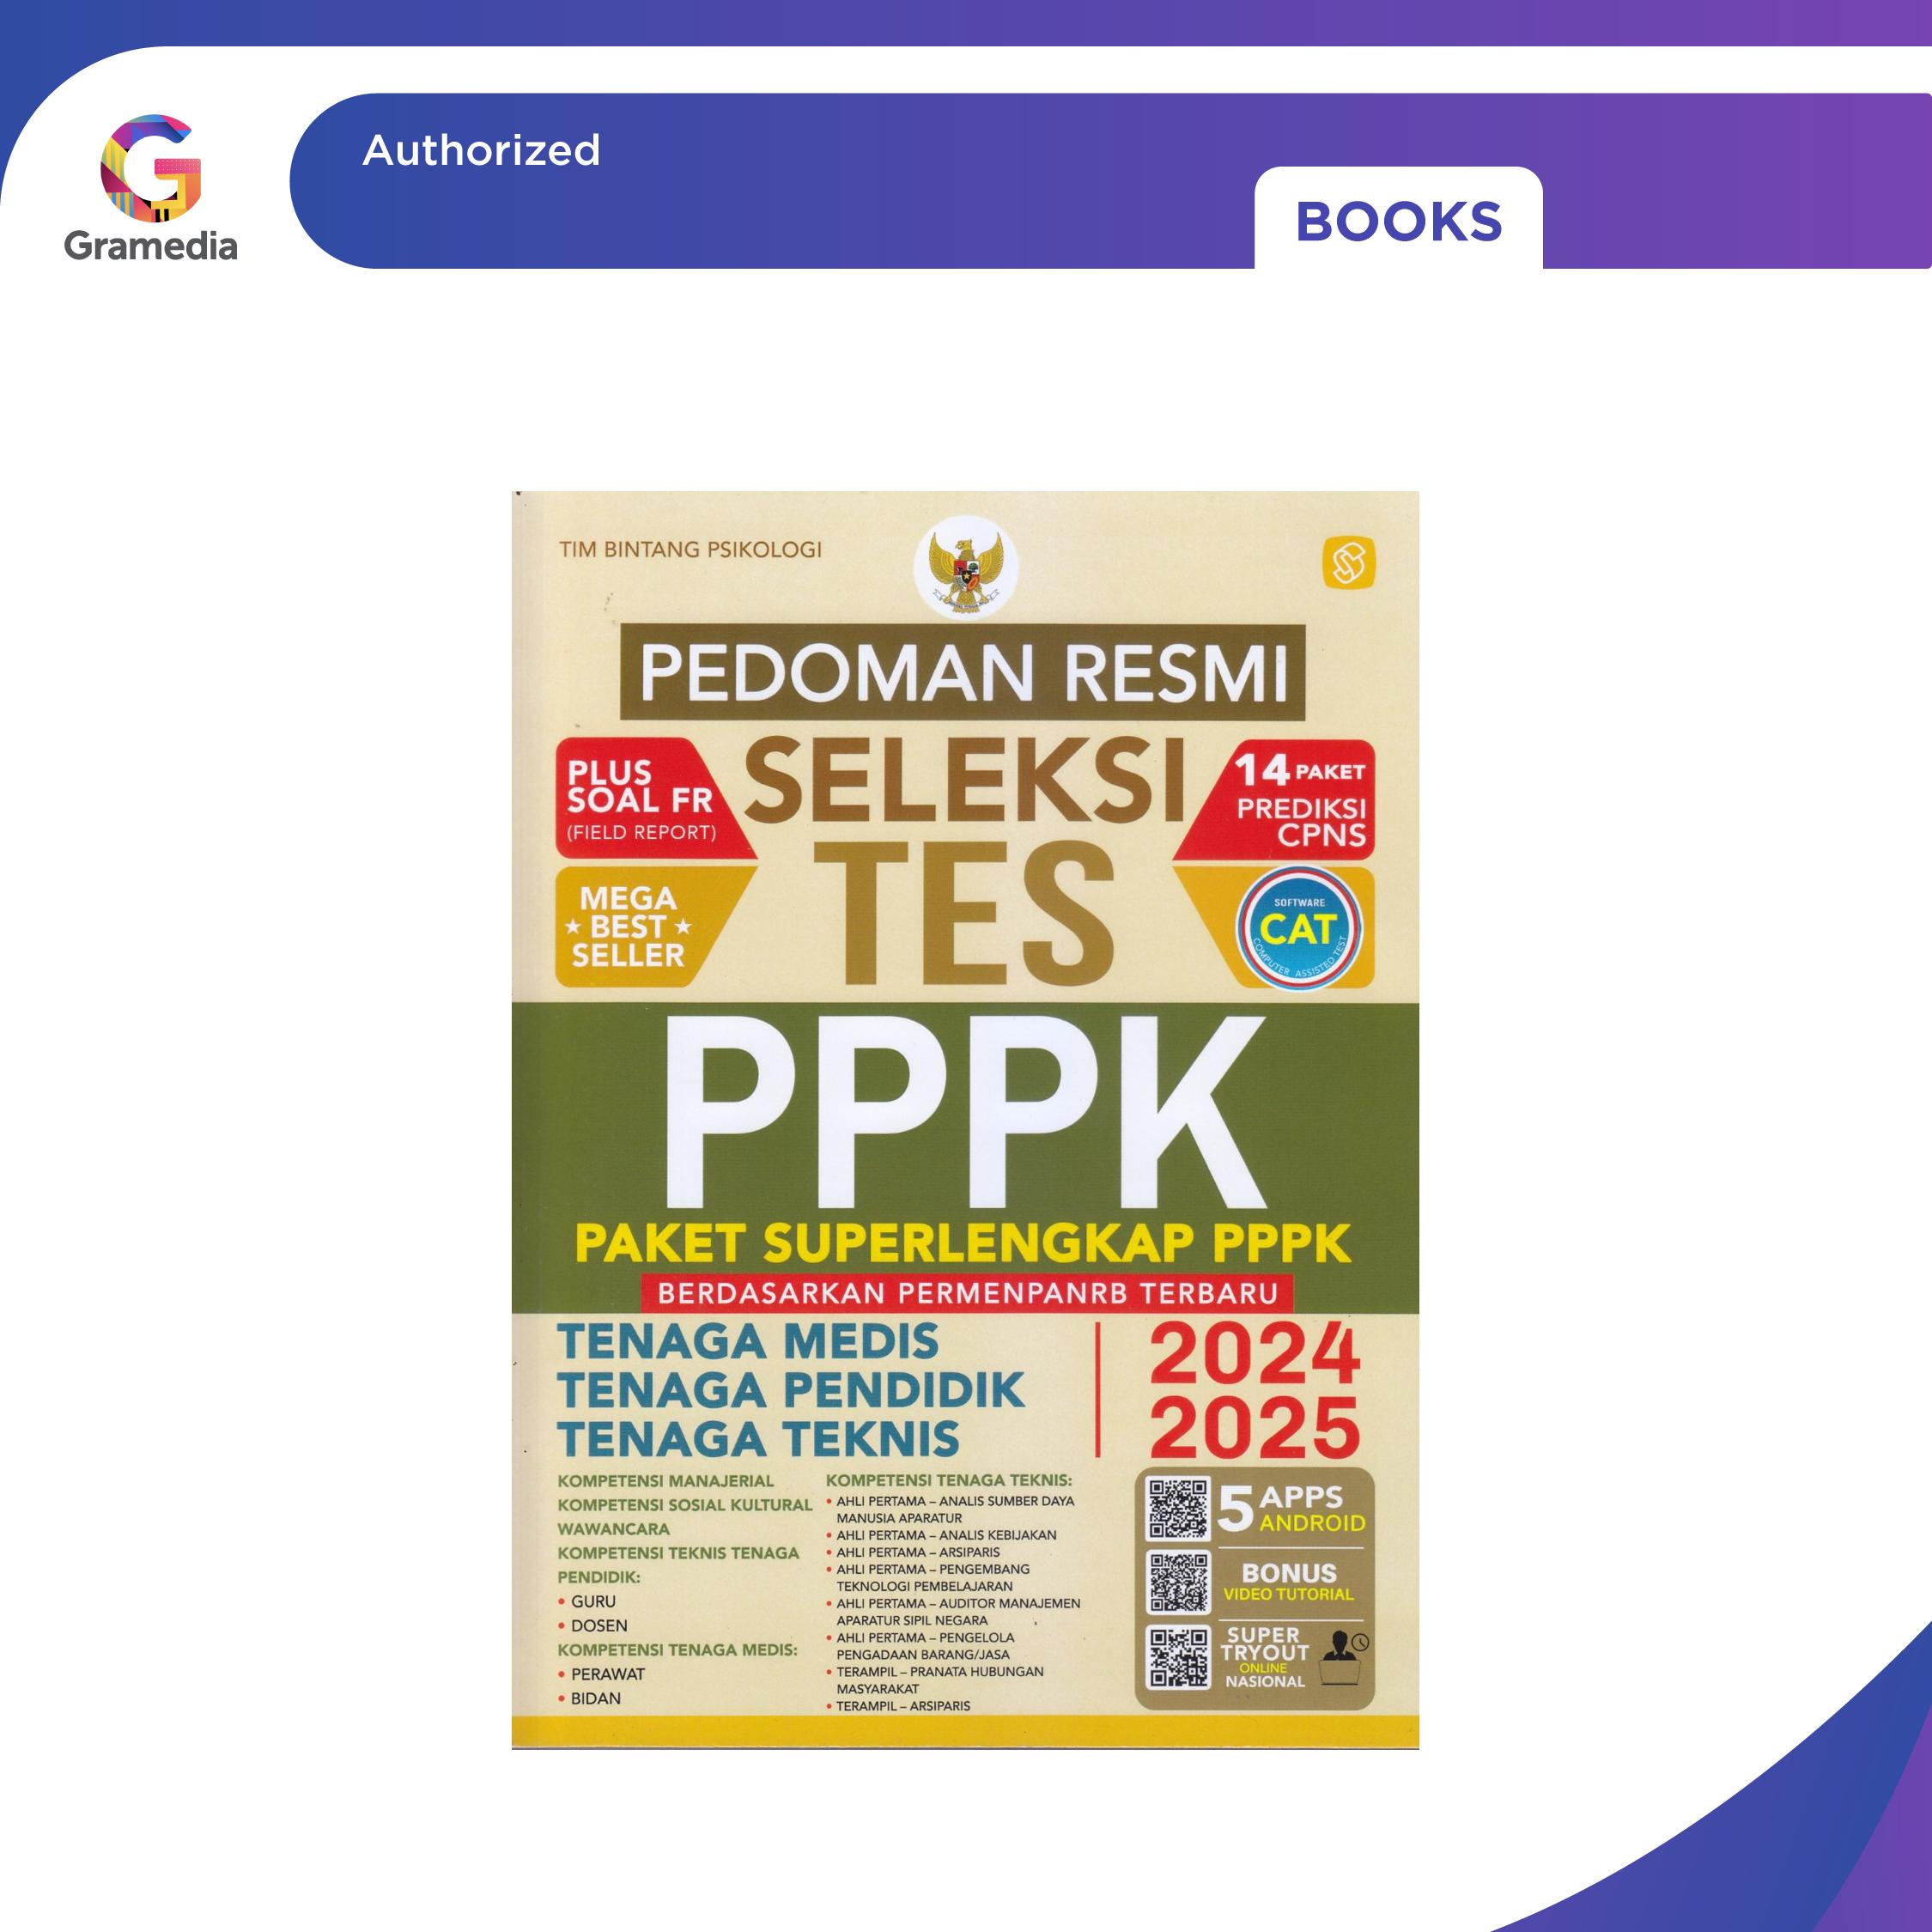 Authorized
Gramedia
BOOKS
TIM BINTANG PSIKOLOGI
PEDOMAN RESMI
PLUS
SOAL FR
(FIELD REPORT)
SELEKSI
TES
14 PAKET
PREDIKSI
CPNS
MEGA
BEST
SELLER
SOFTWARE
CAT
COMPUTER ASSISTED TEST
PPPK
PAKET SUPERLENGKAP PPPK
BERDASARKAN PERMENPANRB TERBARU
TENAGA MEDIS
TENAGA PENDIDIK
TENAGA TEKNIS
2024
2025
KOMPETENSI MANAJERIAL
KOMPETENSI SOSIAL KULTURAL
WAWANCARA
KOMPETENSI TEKNIS TENAGA
PENDIDIK:
• GURU
• DOSEN
KOMPETENSI TENAGA MEDIS:
• PERAWAT
• BIDAN
KOMPETENSI TENAGA TEKNIS:
• AHLI PERTAMA – ANALIS SUMBER DAYA
MANUSIA APARATUR
• AHLI PERTAMA – ANALIS KEBIJAKAN
• AHLI PERTAMA – ARSIPARIS
• AHLI PERTAMA – PENGEMBANG
TEKNOLOGI PEMBELAJARAN
• AHLI PERTAMA – AUDITOR MANAJEMEN
APARATUR SIPIL NEGARA
• AHLI PERTAMA – PENGELOLA
PENGADAAN BARANG/JASA
• TERAMPIL – PRANATA HUBUNGAN
MASYARAKAT
• TERAMPIL – ARSIPARIS
5 APPS
ANDROID
BONUS
VIDEO TUTORIAL
SUPER
TRYOUT
ONLINE
NASIONAL